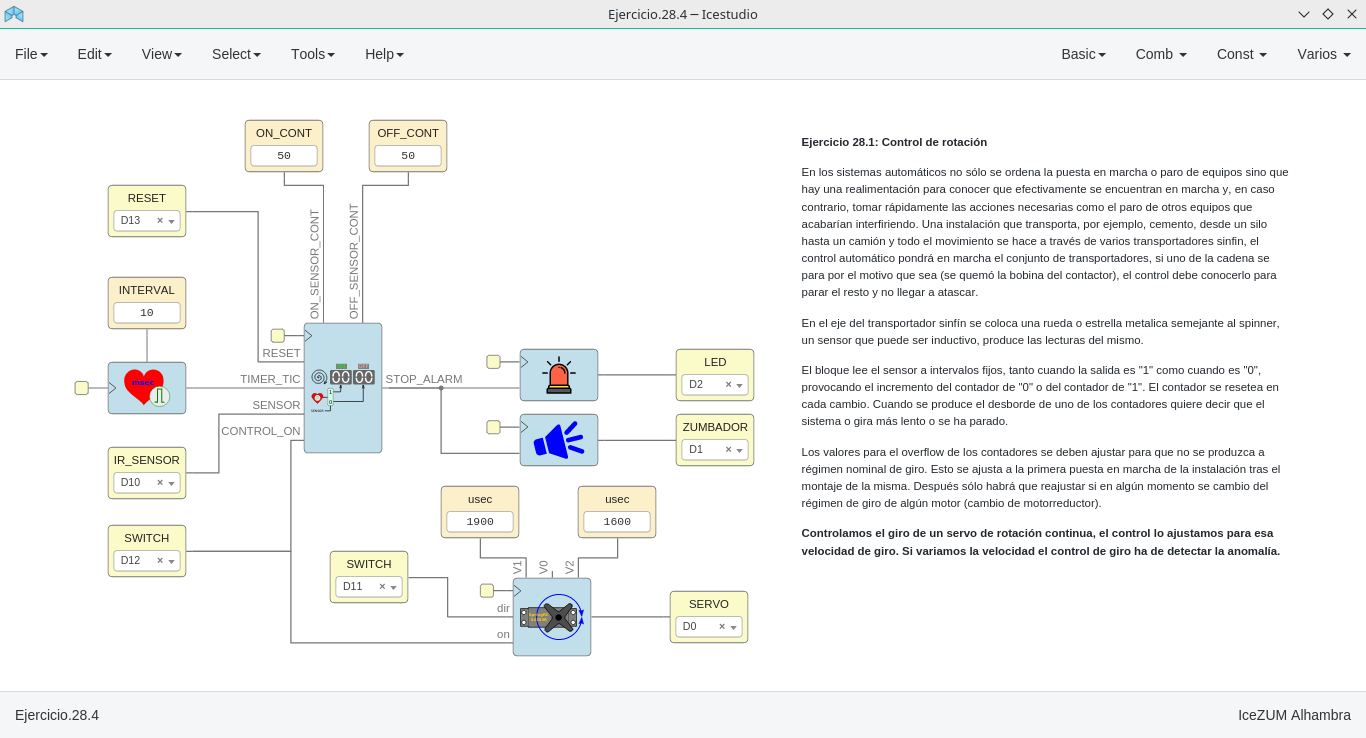 Ejercicio.28.4 – Icestudio
File Edit View Select Tools Help Basic Comb Const Varios
ON_CONT
50
OFF_CONT
50
RESET
D13 ×
INTERVAL
10
ON_SENSOR_CONT
OFF_SENSOR_CONT
RESET
TIMER_TIC
SENSOR
CONTROL_ON
msec
00 00
STOP_ALARM
LED
D2 ×
ZUMBADOR
D1 ×
IR_SENSOR
D10 ×
SWITCH
D12 ×
usec
1900
usec
1600
SWITCH
D11 ×
V1
V0
V2
dir
on
SERVO
D0 ×
Ejercicio 28.1: Control de rotación
En los sistemas automáticos no sólo se ordena la puesta en marcha o paro de equipos sino que
hay una realimentación para conocer que efectivamente se encuentran en marcha y, en caso
contrario, tomar rápidamente las acciones necesarias como el paro de otros equipos que
acabarían interfiriendo. Una instalación que transporta, por ejemplo, cemento, desde un silo
hasta un camión y todo el movimiento se hace a través de varios transportadores sinfin, el
control automático pondrá en marcha el conjunto de transportadores, si uno de la cadena se
para por el motivo que sea (se quemó la bobina del contactor), el control debe conocerlo para
parar el resto y no llegar a atascar.
En el eje del transportador sinfín se coloca una rueda o estrella metalica semejante al spinner,
un sensor que puede ser inductivo, produce las lecturas del mismo.
El bloque lee el sensor a intervalos fijos, tanto cuando la salida es "1" como cuando es "0",
provocando el incremento del contador de "0" o del contador de "1". El contador se resetea en
cada cambio. Cuando se produce el desborde de uno de los contadores quiere decir que el
sistema o gira más lento o se ha parado.
Los valores para el overflow de los contadores se deben ajustar para que no se produzca a
régimen nominal de giro. Esto se ajusta a la primera puesta en marcha de la instalación tras el
montaje de la misma. Después sólo habrá que reajustar si en algún momento se cambio del
régimen de giro de algún motor (cambio de motorreductor).
Controlamos el giro de un servo de rotación continua, el control lo ajustamos para esa
velocidad de giro. Si variamos la velocidad el control de giro ha de detectar la anomalía.
Ejercicio.28.4
IceZUM Alhambra